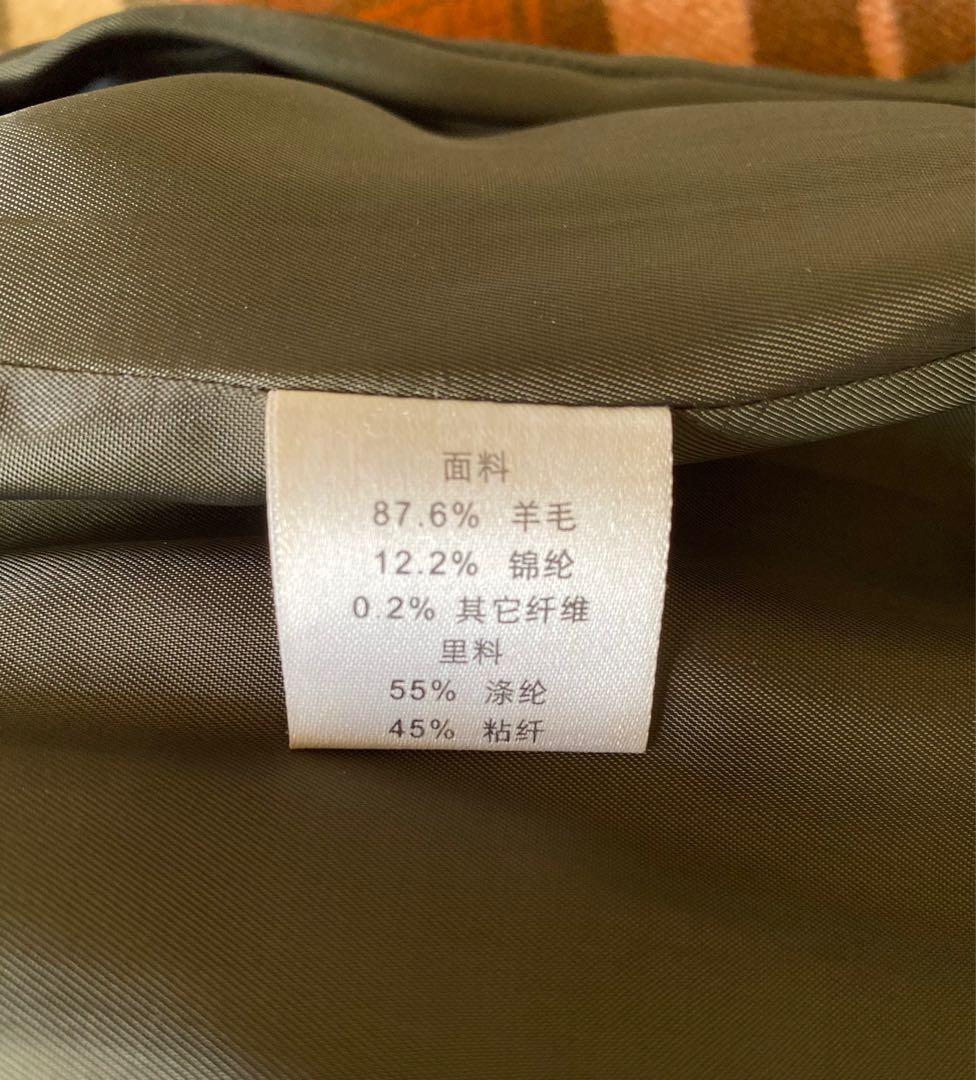 面料
87.6% 羊毛
12.2% 锦纶
0.2% 其它纤维
里料
55% 涤纶
45% 粘纤